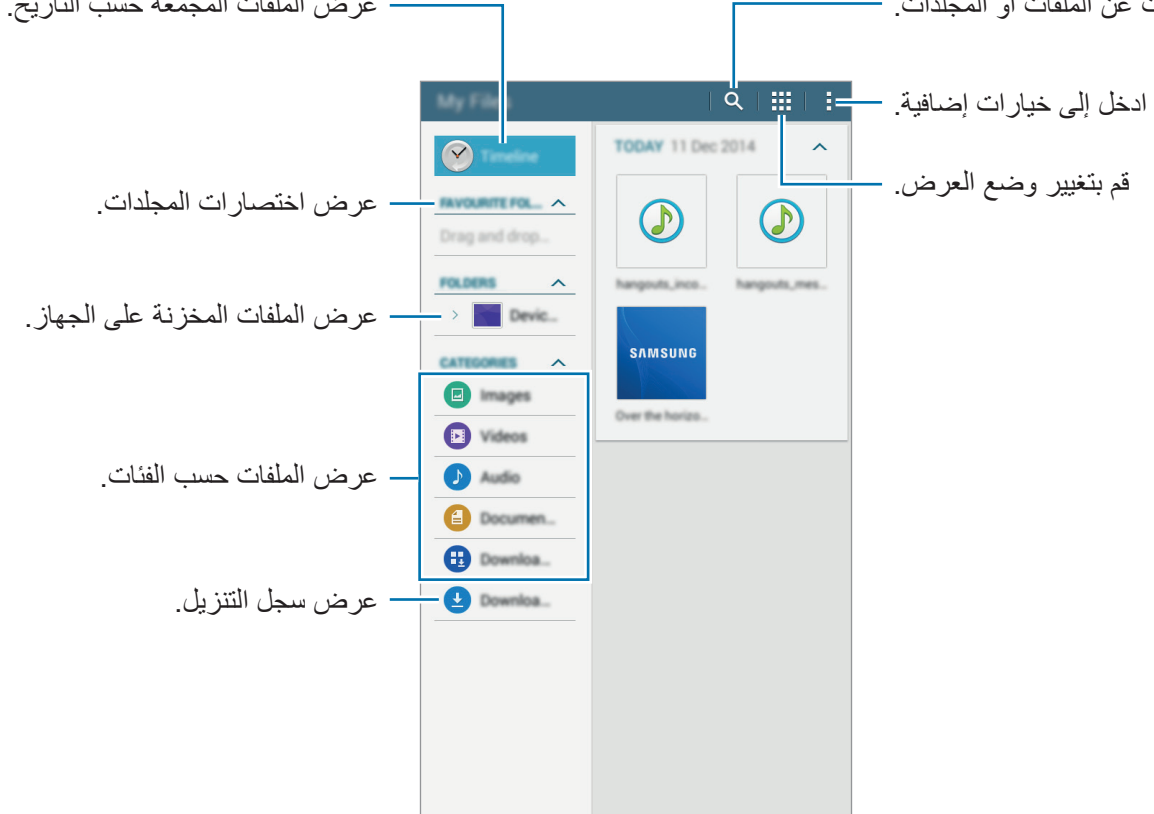 عرض الملفات المجمعة حسب التاريخ.
عن الملفات أو المجلدات.
My Files
ادخل إلى خيارات إضافية.
Timeline
TODAY 11 Dec 2014
قم بتغيير وضع العرض.
عرض اختصارات المجلدات.
FAVOURITE FOL...
Drag and drop...
FOLDERS
hangouts_inco...
hangouts_mes...
عرض الملفات المخزنة على الجهاز.
Devic...
SAMSUNG
CATEGORIES
Images
Over the horizo...
Videos
عرض الملفات حسب الفئات.
Audio
Documen...
Downloa...
عرض سجل التنزيل.
Downloa...